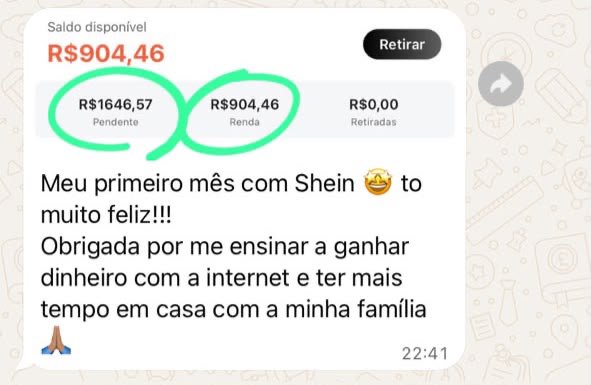 Saldo disponível
R$904,46
Retirar
R$1646,57 R$904,46 R$0,00
Pendente Renda Retiradas
Meu primeiro mês com Shein 🤩 to
muito feliz!!!
Obrigada por me ensinar a ganhar
dinheiro com a internet e ter mais
tempo em casa com a minha família
🙏🏽
22:41